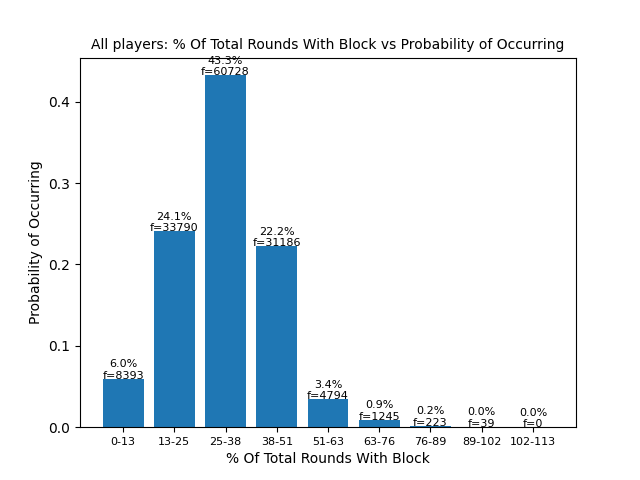 All players: % Of Total Rounds With Block vs Probability of Occurring
Probability of Occurring
0.4
0.3
0.2
0.1
0.0
6.0%
f=8393
24.1%
f=33790
43.3%
f=60728
22.2%
f=31186
3.4%
f=4794
0.9%
f=1245
0.2%
f=223
0.0%
f=39
0.0%
f=0
0-13 13-25 25-38 38-51 51-63 63-76 76-89 89-102 102-113
% Of Total Rounds With Block